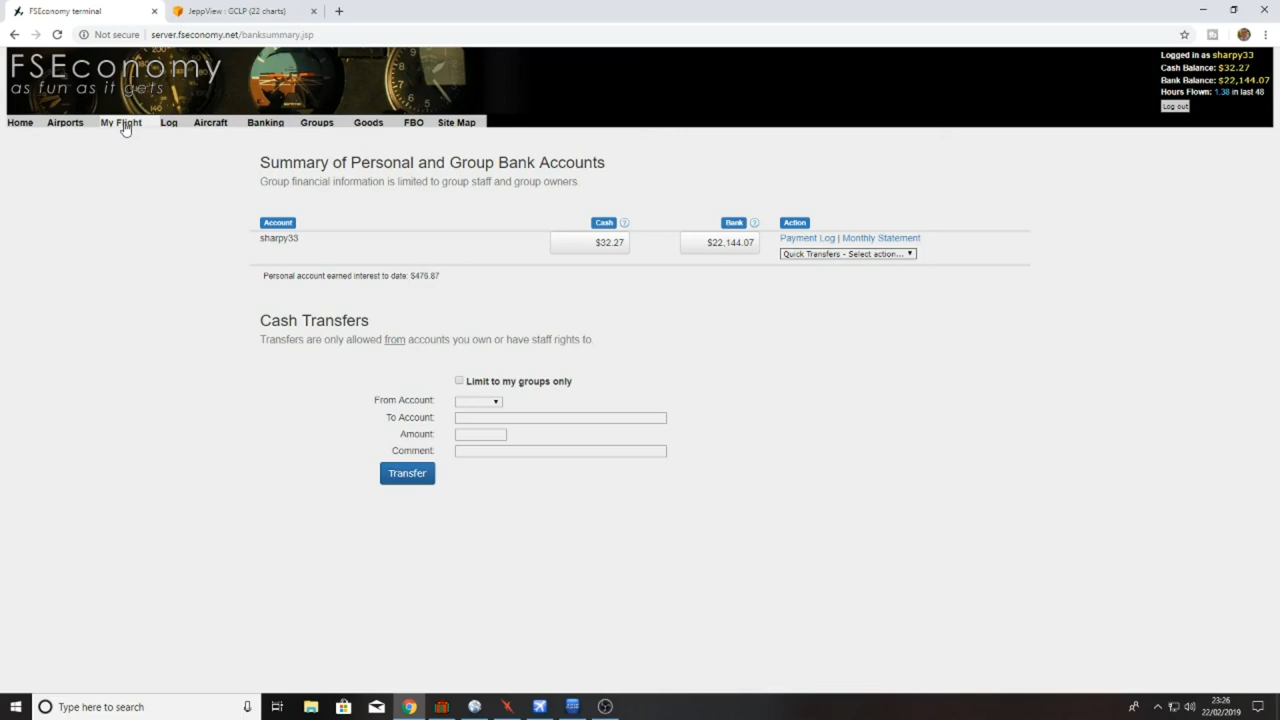 FSEconomy terminal
JeppView : GCLP (22 charts)
Not secure | server.fseconomy.net/banksummary.jsp
FSEconomy
as fun as it gets
Logged in as sharpy33
Cash Balance: $32.27
Bank Balance: $22,144.07
Hours Flown: 1.38 in last 48
Log out
Home Airports My Flight Log Aircraft Banking Groups Goods FBO Site Map
Summary of Personal and Group Bank Accounts
Group financial information is limited to group staff and group owners.
Account Cash ? Bank ? Action
sharpy33 $32.27 $22,144.07 Payment Log | Monthly Statement
Quick Transfers - Select action...
Personal account earned interest to date: $476.87
Cash Transfers
Transfers are only allowed from accounts you own or have staff rights to.
Limit to my groups only
From Account:
To Account:
Amount:
Comment:
Transfer
Type here to search
23:26
22/02/2019